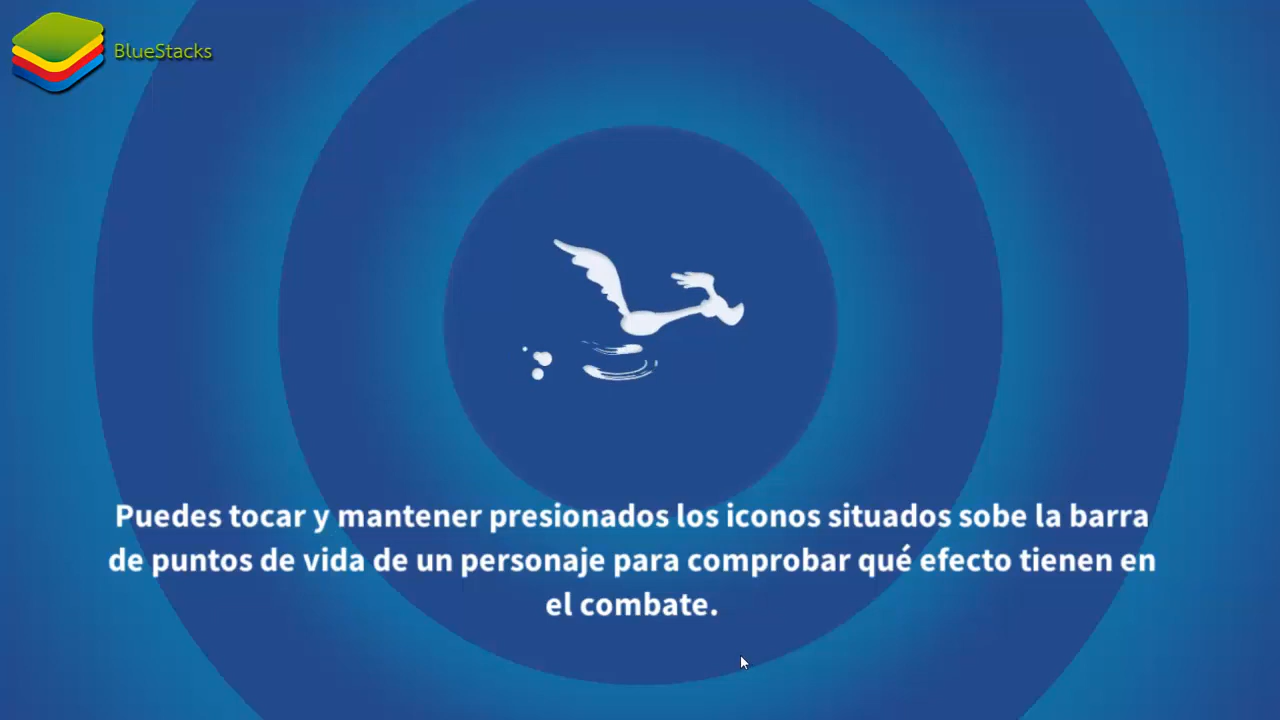 BlueStacks
Puedes tocar y mantener presionados los iconos situados sobe la barra
de puntos de vida de un personaje para comprobar qué efecto tienen en
el combate.